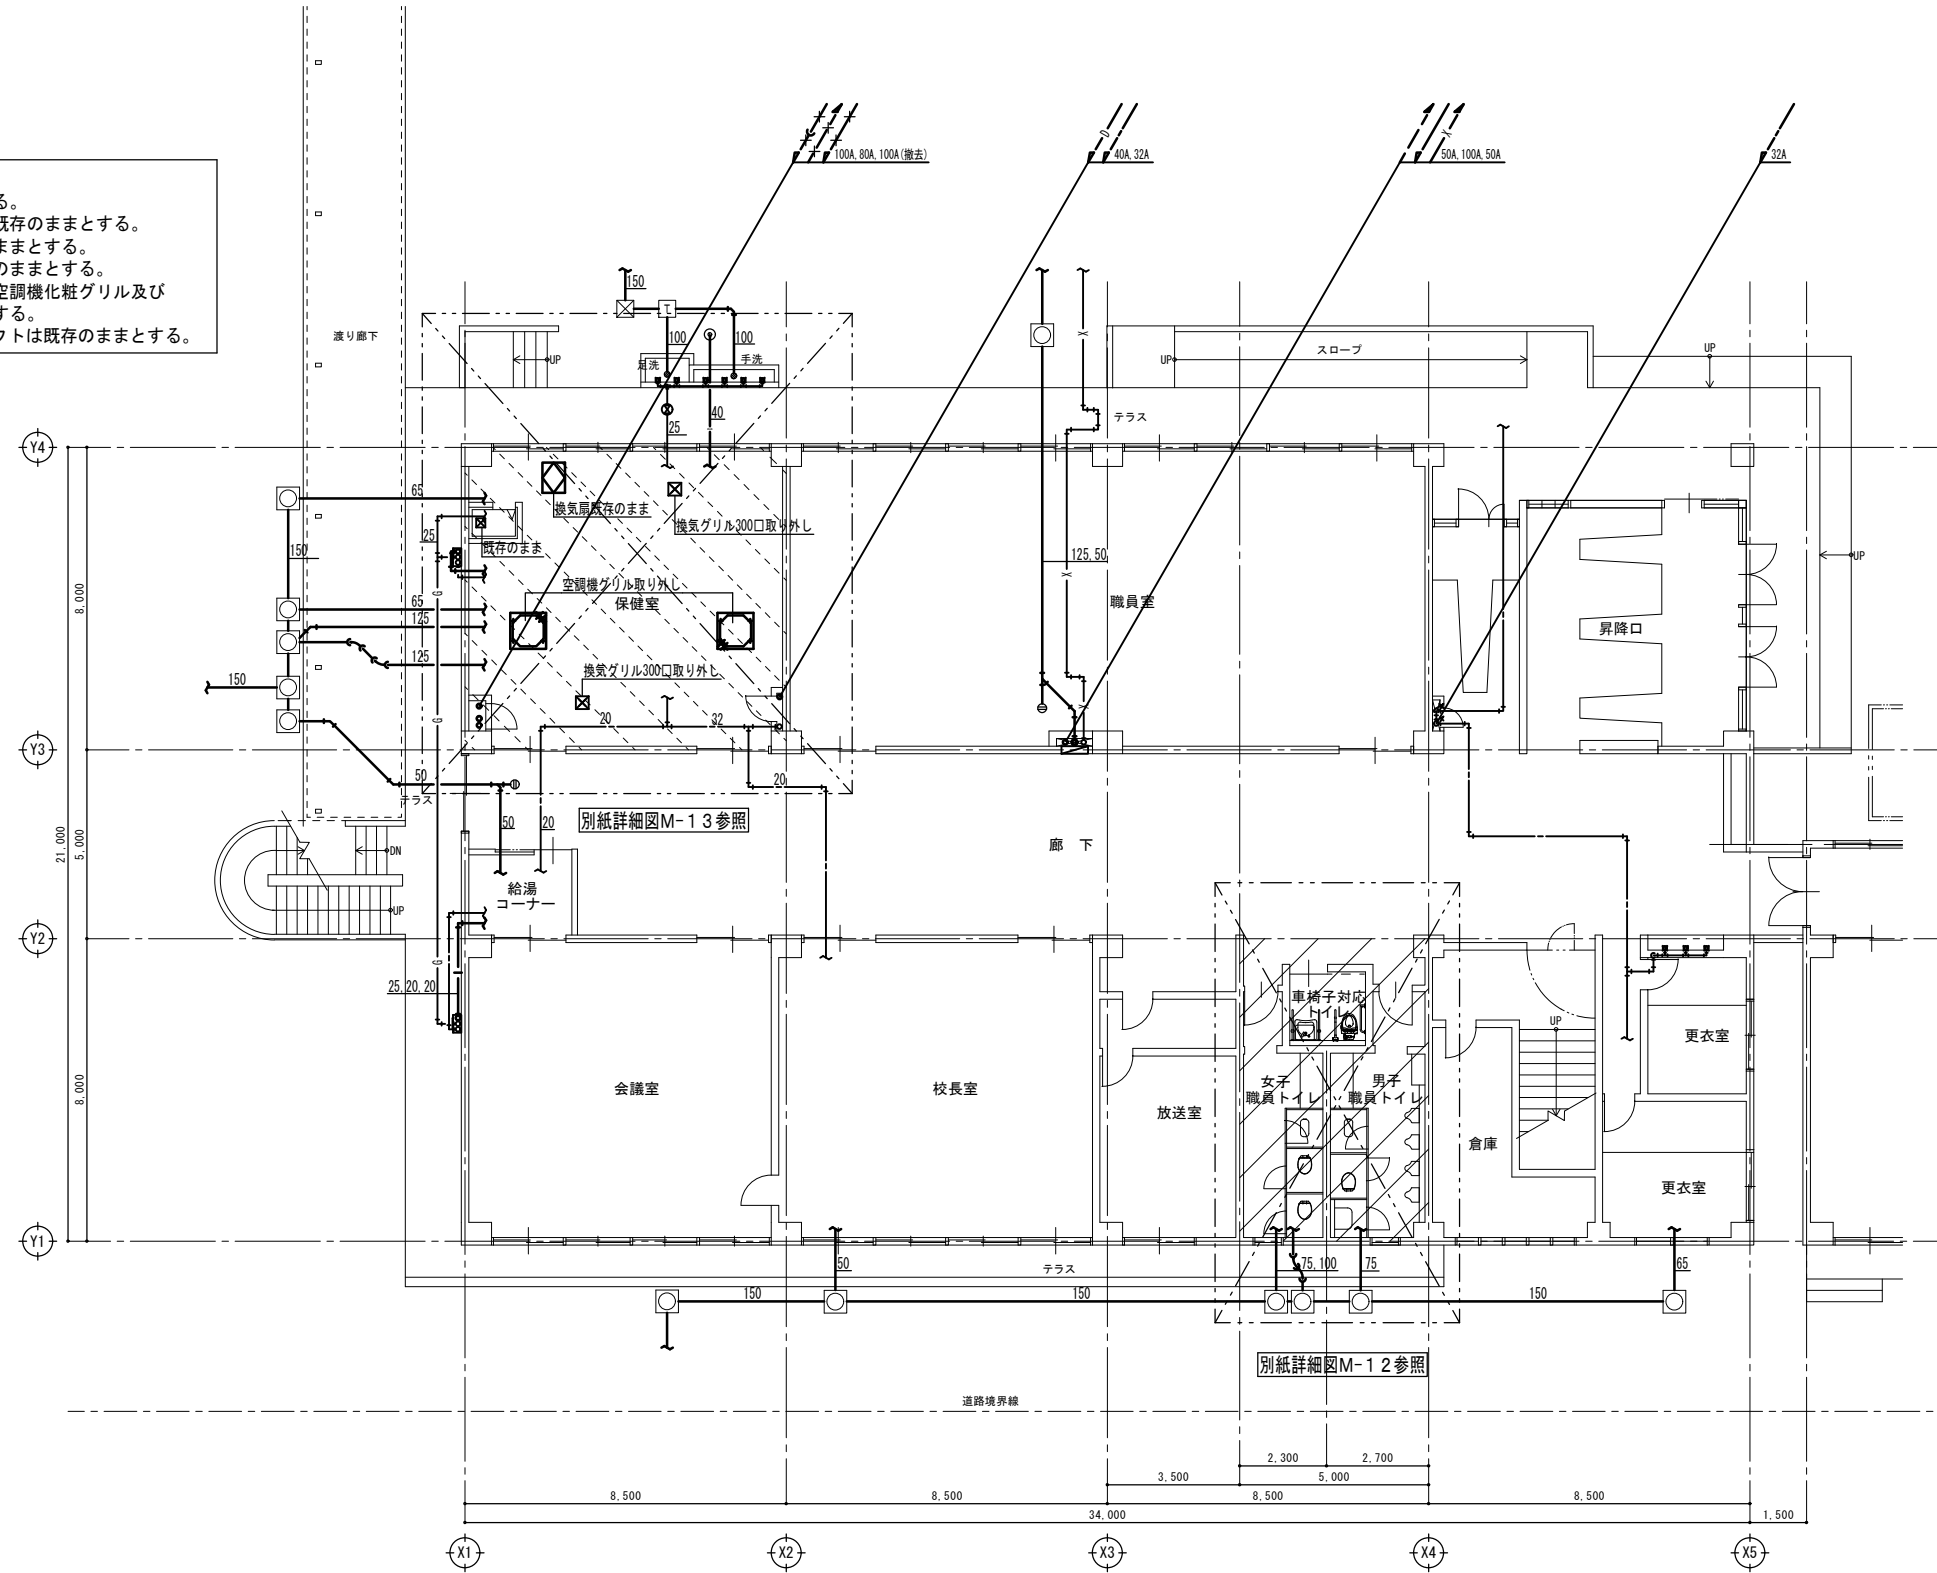 る。
既存のままとする。
ままとする。
のままとする。
空調機化粧グリル及び
する。
クトは既存のままとする。
100A, 80A, 100A(撤去)
40A, 32A
50A, 100A, 50A
32A
D
X
渡り廊下
150
τ
100
100
足洗
手洗
UP
40
25
スロープ
UP
UP
テラス
UP
Y4
65
150
25
換気扇既存のまま
換気グリル300□取り外し
既存のまま
空調機グリル取り外し
保健室
125,50
X
X
X
職員室
昇降口
8,000
65
125
125
150
G
G
換気グリル300□取り外し
20
32
Y3
50
テラス
50
20
20
別紙詳細図M-13参照
廊 下
21,000
5,000
DN
UP
給湯
コーナー
Y2
25,20,20
G
車椅子対応
トイレ
UP
更衣室
8,000
会議室
校長室
放送室
女子
職員トイレ
男子
職員トイレ
倉庫
更衣室
Y1
50
テラス
75,100
75
65
150
150
150
別紙詳細図M-12参照
道路境界線
2,300
2,700
3,500
5,000
8,500
8,500
8,500
8,500
34,000
1,500
X1
X2
X3
X4
X5